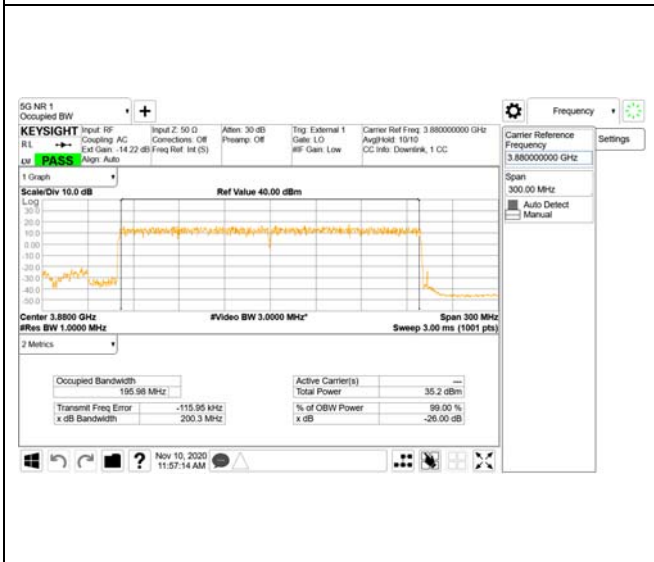 5G NR 1
Occupied BW
+
Frequency
KEYSIGHT
R L
PASS
Input: RF
Coupling: AC
Ext Gain: -14.22 dB
Align: Auto
Input Z: 50 Ω
Corrections: Off
Freq Ref: Int (S)
Atten: 30 dB
Preamp: Off
Trig: External 1
Gate: LO
#IF Gain: Low
Carrier Ref Freq: 3.880000000 GHz
Avg|Hold: 10/10
CC Info: Downlink, 1 CC
Carrier Reference
Frequency
3.880000000 GHz
Settings
Span
300.00 MHz
Auto Detect
Manual
1 Graph
Scale/Div 10.0 dB
Ref Value 40.00 dBm
Log
30.0
20.0
10.0
0.00
-10.0
-20.0
-30.0
-40.0
-50.0
Center 3.8800 GHz
#Video BW 3.0000 MHz*
Span 300 MHz
#Res BW 1.0000 MHz
Sweep 3.00 ms (1001 pts)
2 Metrics
Occupied Bandwidth
195.98 MHz
Transmit Freq Error -115.95 kHz
x dB Bandwidth 200.3 MHz
Active Carrier(s) ---
Total Power 35.2 dBm
% of OBW Power 99.00 %
x dB -26.00 dB
?
Nov 10, 2020
11:57:14 AM